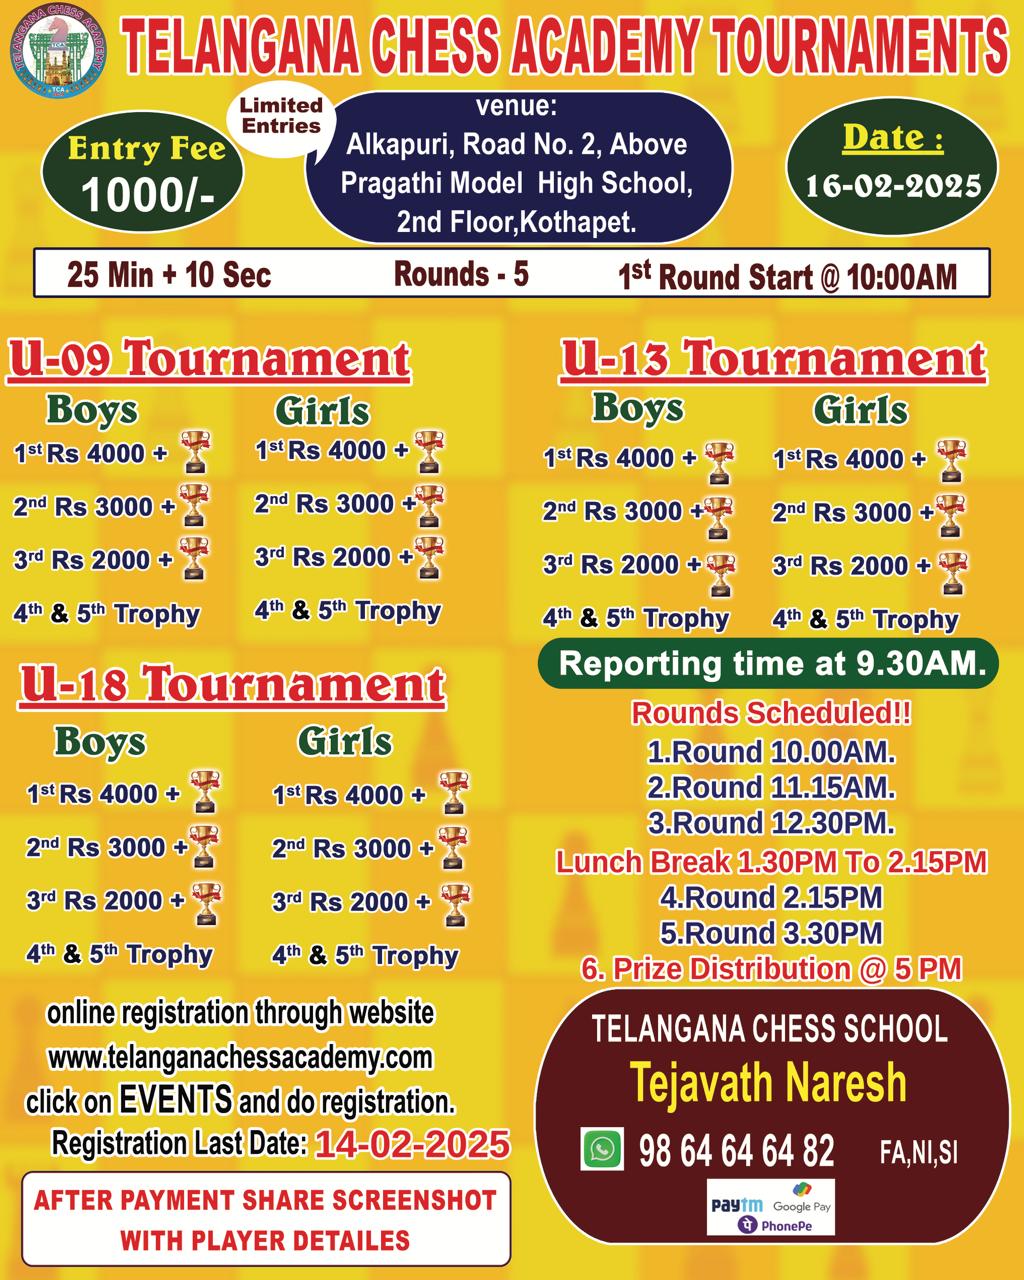 TELANGANA CHESS ACADEMY
TCA
TCA
TELANGANA CHESS ACADEMY TOURNAMENTS
Limited
Entries
Entry Fee
1000/-
venue:
Alkapuri, Road No. 2, Above
Pragathi Model High School,
2nd Floor,Kothapet.
Date :
16-02-2025
25 Min + 10 Sec Rounds - 5 1st Round Start @ 10:00AM
U-09 Tournament
Boys
1st Rs 4000 +
2nd Rs 3000 +
3rd Rs 2000 +
4th & 5th Trophy
Girls
1st Rs 4000 +
2nd Rs 3000 +
3rd Rs 2000 +
4th & 5th Trophy
U-13 Tournament
Boys
1st Rs 4000 +
2nd Rs 3000 +
3rd Rs 2000 +
4th & 5th Trophy
Girls
1st Rs 4000 +
2nd Rs 3000 +
3rd Rs 2000 +
4th & 5th Trophy
U-18 Tournament
Boys
1st Rs 4000 +
2nd Rs 3000 +
3rd Rs 2000 +
4th & 5th Trophy
Girls
1st Rs 4000 +
2nd Rs 3000 +
3rd Rs 2000 +
4th & 5th Trophy
Reporting time at 9.30AM.
Rounds Scheduled!!
1.Round 10.00AM.
2.Round 11.15AM.
3.Round 12.30PM.
Lunch Break 1.30PM To 2.15PM
4.Round 2.15PM
5.Round 3.30PM
6. Prize Distribution @ 5 PM
online registration through website
www.telanganachessacademy.com
click on EVENTS and do registration.
Registration Last Date: 14-02-2025
AFTER PAYMENT SHARE SCREENSHOT
WITH PLAYER DETAILES
TELANGANA CHESS SCHOOL
Tejavath Naresh
98 64 64 64 82 FA,NI,SI
paytm Google Pay
पे PhonePe